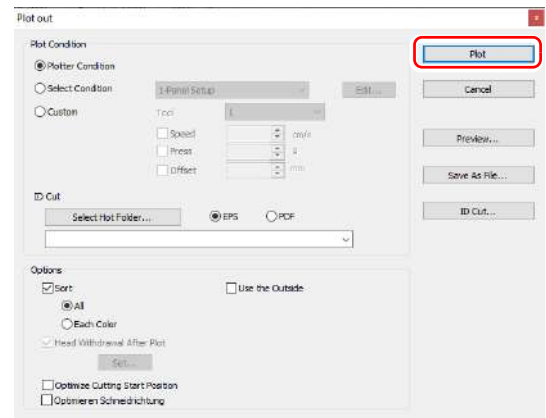 Plot out
Plot Condition
Plotter Condition
Select Condition
1-Panel Setup
Edit...
Custom
Tool
1
Speed
cm/s
Press
g
Offset
mm
ID Cut
Select Hot Folder...
EPS
PDF
Options
Sort
Use the Outside
All
Each Color
Head Withdrawal After Plot
Set...
Optimize Cutting Start Position
Optimieren Schneidrichtung
Plot
Cancel
Preview...
Save As File...
ID Cut...